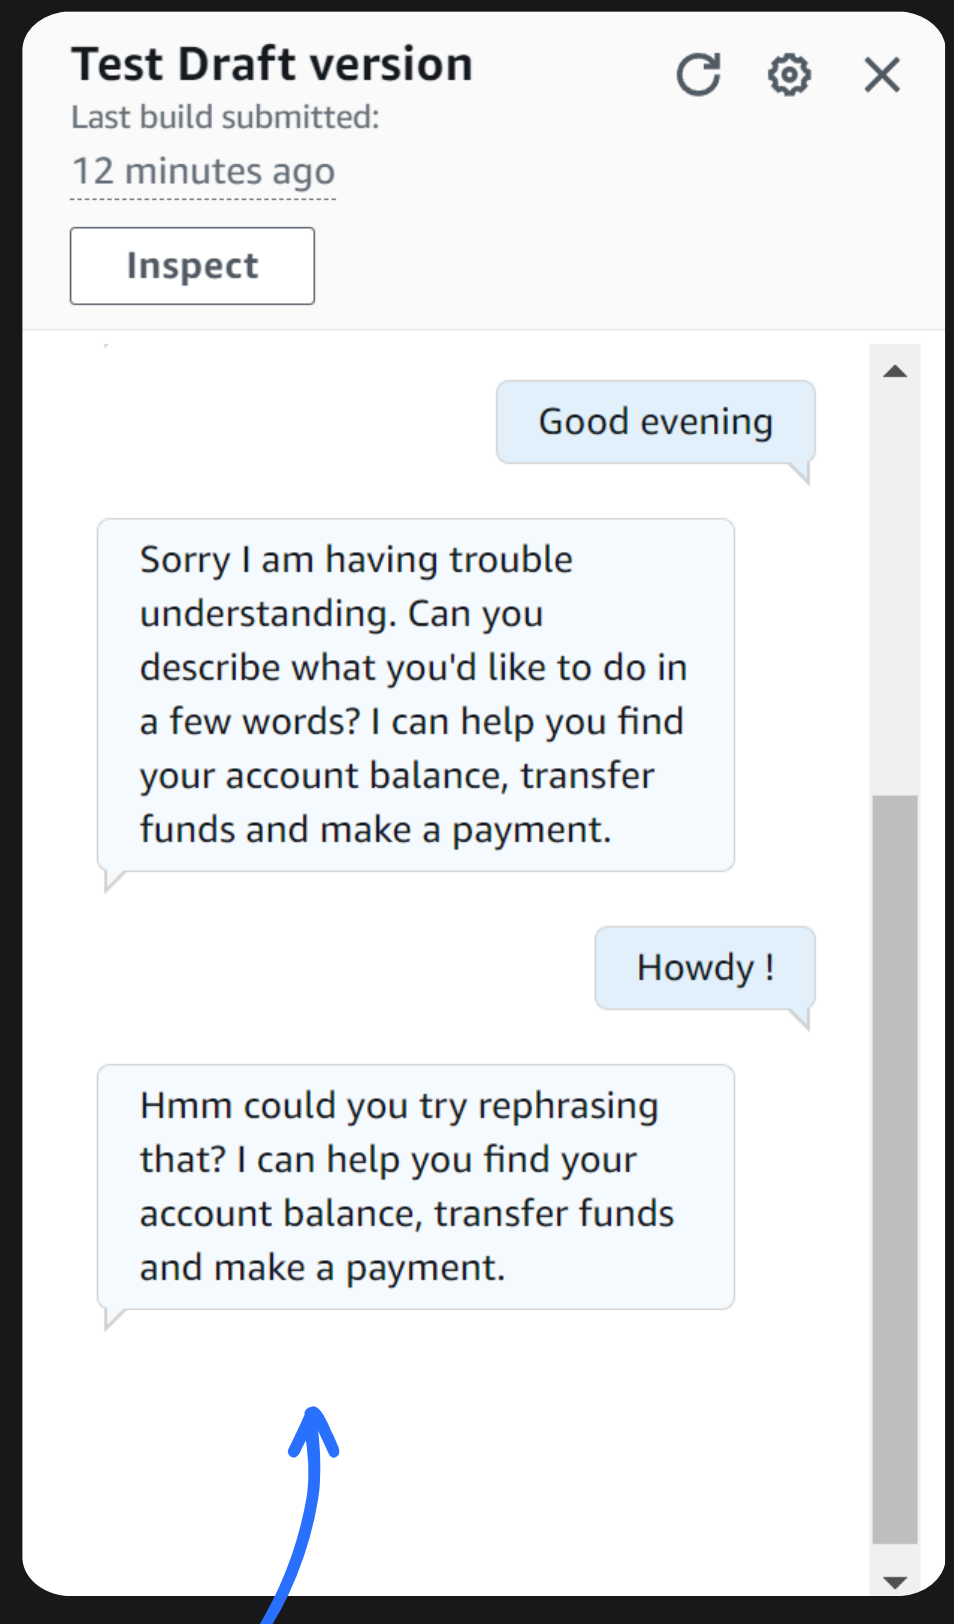 Test Draft version
Last build submitted:
12 minutes ago
Inspect
Good evening
Sorry I am having trouble
understanding. Can you
describe what you'd like to do in
a few words? I can help you find
your account balance, transfer
funds and make a payment.
Howdy !
Hmm could you try rephrasing
that? I can help you find your
account balance, transfer funds
and make a payment.